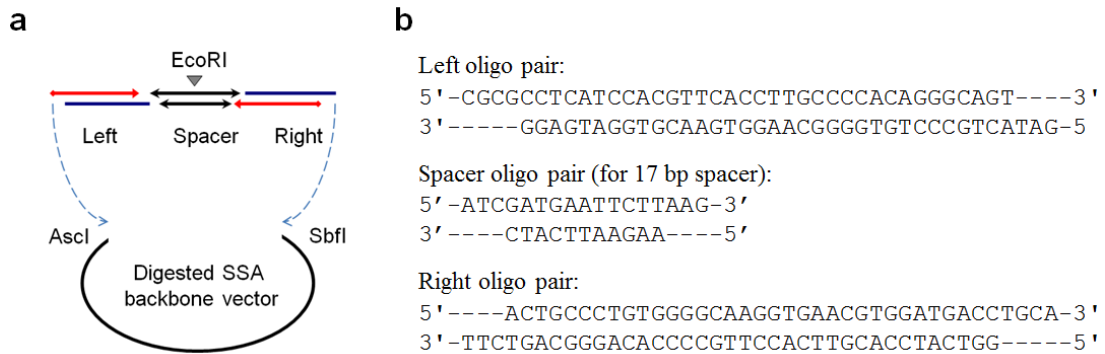 a
EcoRI
Left
Spacer
Right
AscI
SbfI
Digested SSA
backbone vector
b
Left oligo pair:
5'-CGCGCCTCATCCACGTTCACCTTGCCCCACAGGGCAGT----3'
3'-----GGAGTAGGTGCAAGTGGAACGGGGTGTCCCGTCATAG-5
Spacer oligo pair (for 17 bp spacer):
5′-ATCGATGAATTCTTAAG-3′
3′----CTACTTAAGAA----5′
Right oligo pair:
5'----ACTGCCCTGTGGGGCAAGGTGAACGTGGATGACCTGCA-3'
3'-TTCTGACGGGACACCCCGTTCCACTTGCACCTACTGG-----5'